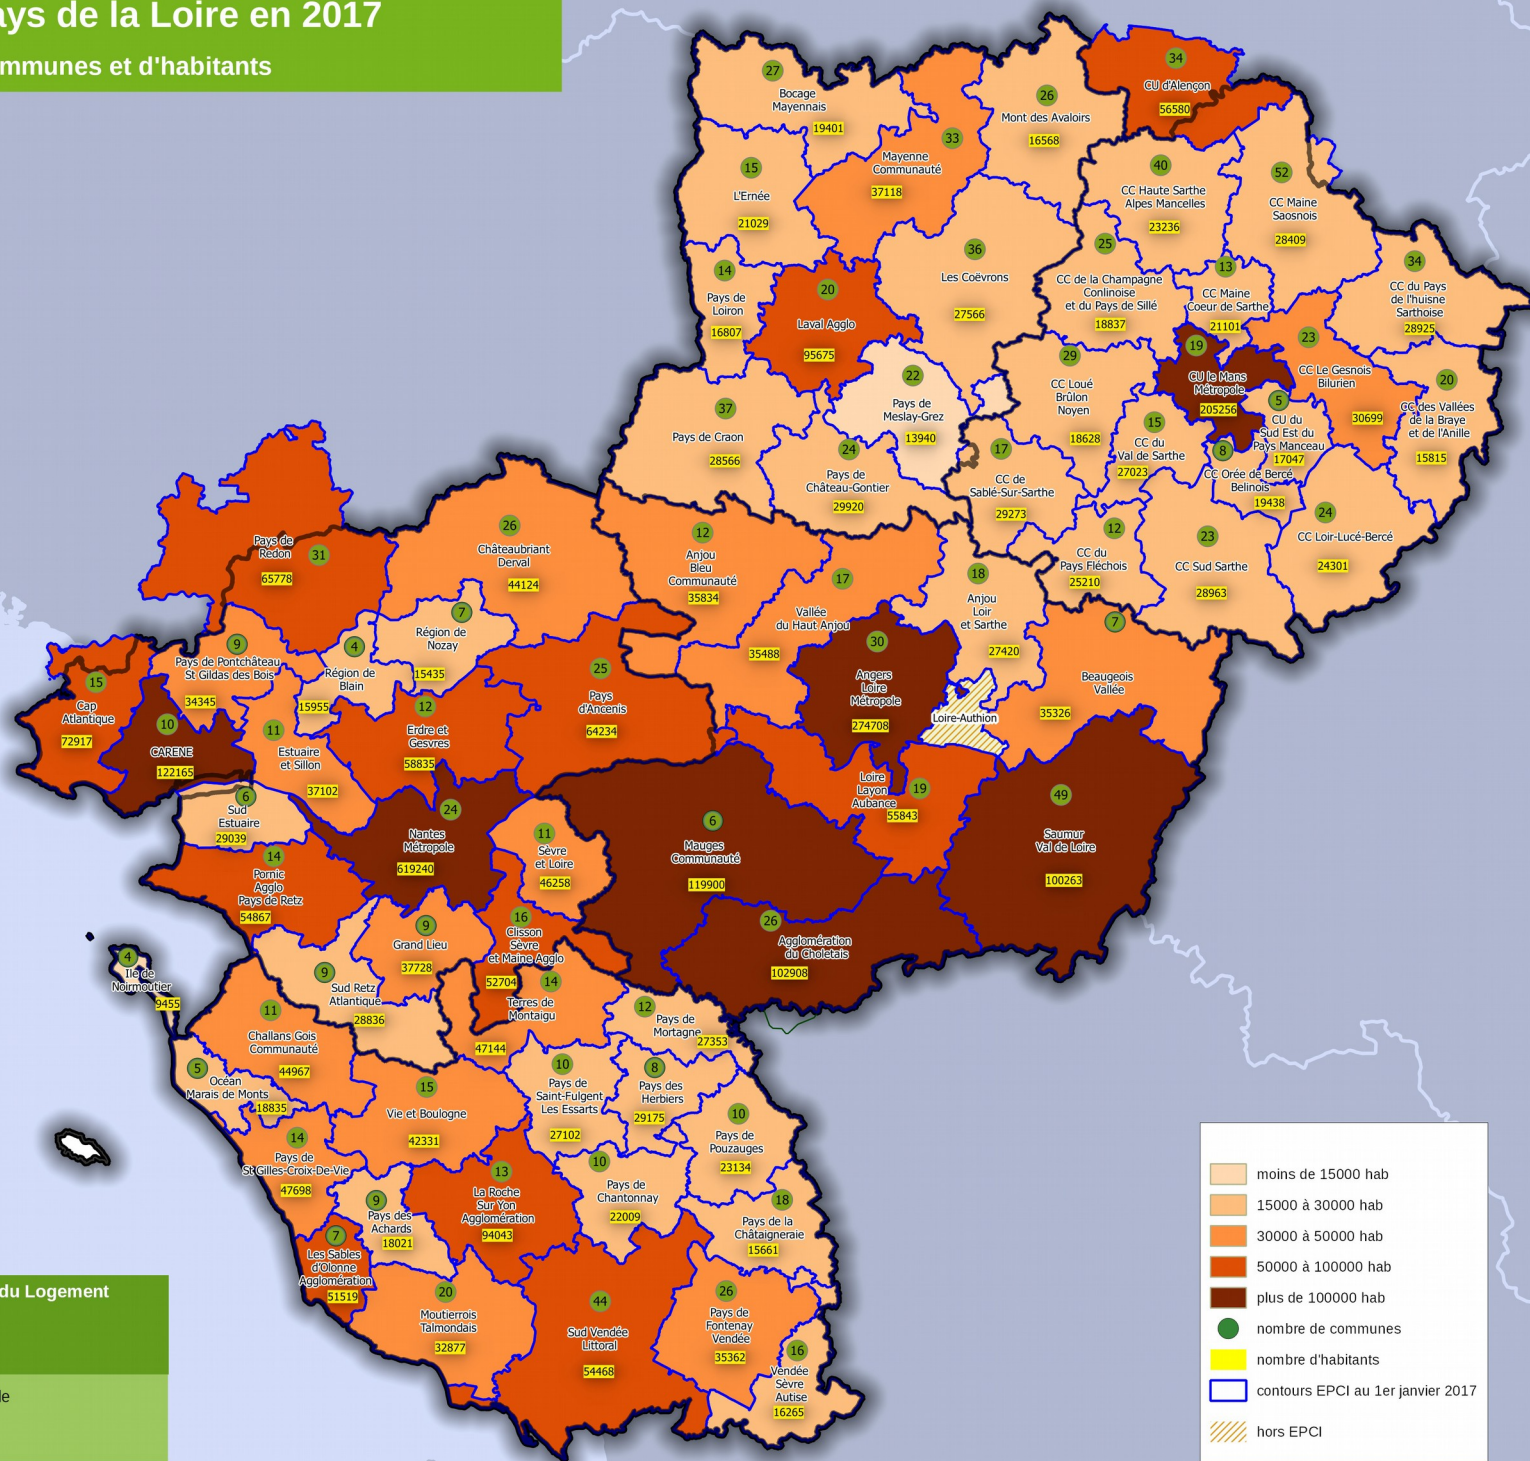 ays de la Loire en 2017
mmunes et d'habitants
27
Bocage
Mayennais
19401
33
Mayenne
Communauté
37118
26
Mont des Avaloirs
16568
34
CU d'Alençon
56580
15
L'Ernée
21029
40
CC Haute Sarthe
Alpes Mancelles
23236
52
CC Maine
Saosnois
28409
14
Pays de
Loiron
16807
20
Laval Agglo
95675
36
Les Coëvrons
27566
25
CC de la Champagne
Conlinoise
et du Pays de Sillé
18837
13
CC Maine
Coeur de Sarthe
21101
34
CC du Pays
de l'huisne
Sarthoise
28925
22
Pays de
Meslay-Grez
13940
29
CC Loué
Brûlon
Noyen
18628
19
CU le Mans
Métropole
205256
23
CC Le Gesnois
Bilurien
30699
20
CC des Vallées
de la Braye
et de l'Anille
15815
37
Pays de Craon
28566
24
Pays de
Château-Gontier
29920
17
CC de
Sablé-Sur-Sarthe
29273
15
CC du
Val de Sarthe
27023
5
CU du
Sud Est du
Pays Manceau
17047
8
CC Orée de Bercé
Belinois
19438
24
CC Loir-Lucé-Bercé
24301
12
CC du
Pays Fléchois
25210
23
CC Sud Sarthe
28963
Pays de
Redon
31
65778
26
Châteaubriant
Derval
44124
12
Anjou
Bleu
Communauté
35834
17
Vallée
du Haut Anjou
35488
18
Anjou
Loir
et Sarthe
27420
7
Beaugeois
Vallée
35326
9
Pays de Pontchâteau
St Gildas des Bois
34345
4
Région de
Blain
15955
7
Région de
Nozay
15435
25
Pays
d'Ancenis
64234
30
Angers
Loire
Métropole
274708
Loire-Authion
15
Cap
Atlantique
72917
10
CARENE
122165
11
Estuaire
et Sillon
37102
12
Erdre et
Gesvres
58835
19
Loire
Layon
Aubance
55843
49
Saumur
Val de Loire
100263
6
Sud
Estuaire
29039
24
Nantes
Métropole
619240
11
Sèvre
et Loire
46258
6
Mauges
Communauté
119900
14
Pornic
Agglo
Pays de Retz
54867
9
Grand Lieu
37728
16
Clisson
Sèvre
et Maine Agglo
52704
26
Agglomération
du Choletais
102908
4
Ile de
Noirmoutier
9455
9
Sud Retz
Atlantique
28836
14
Terres de
Montaigu
47144
12
Pays de
Mortagne
27353
11
Challans Gois
Communauté
44967
5
Océan
Marais de Monts
18835
15
Vie et Boulogne
42331
10
Pays de
Saint-Fulgent
Les Essarts
27102
8
Pays des
Herbiers
29175
10
Pays de
Pouzauges
23134
14
Pays de
St Gilles-Croix-De-Vie
47698
9
Pays des
Achards
18021
13
La Roche
Sur Yon
Agglomération
94043
10
Pays de
Chantonnay
22009
18
Pays de la
Châtaigneraie
15661
7
Les Sables
d'Olonne
Agglomération
51519
20
Moutierrois
Talmondais
32877
44
Sud Vendée
Littoral
54468
26
Pays de
Fontenay
Vendée
35362
16
Vendée
Sèvre
Autise
16265
du Logement
le
moins de 15000 hab
15000 à 30000 hab
30000 à 50000 hab
50000 à 100000 hab
plus de 100000 hab
nombre de communes
nombre d'habitants
contours EPCI au 1er janvier 2017
hors EPCI